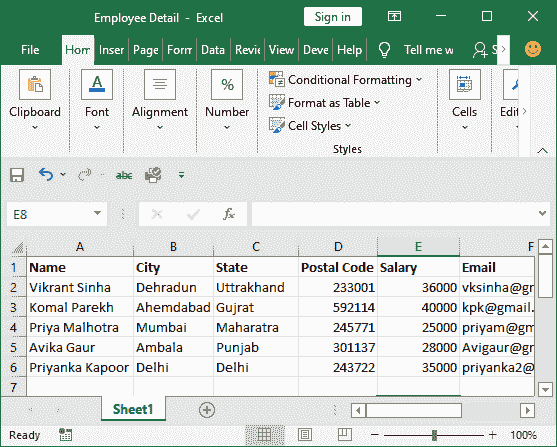 Employee Detail - Excel Sign in
File Hom Inser Page Form Data Revie View Deve Help Tell me w S
Clipboard Font Alignment % Number Conditional Formatting Format as Table Cell Styles Styles Cells Edit
abc
E8 fx
A B C D E F
1 Name City State Postal Code Salary Email
2 Vikrant Sinha Dehradun Uttrakhand 233001 36000 vksinha@gr
3 Komal Parekh Ahemdabad Gujrat 592114 40000 kpk@gmail.
4 Priya Malhotra Mumbai Maharatra 245771 25000 priyam@gm
5 Avika Gaur Ambala Punjab 301137 28000 Avigaur@gr
6 Priyanka Kapoor Delhi Delhi 243722 35000 priyanka2@
7
Sheet1
Ready 100%